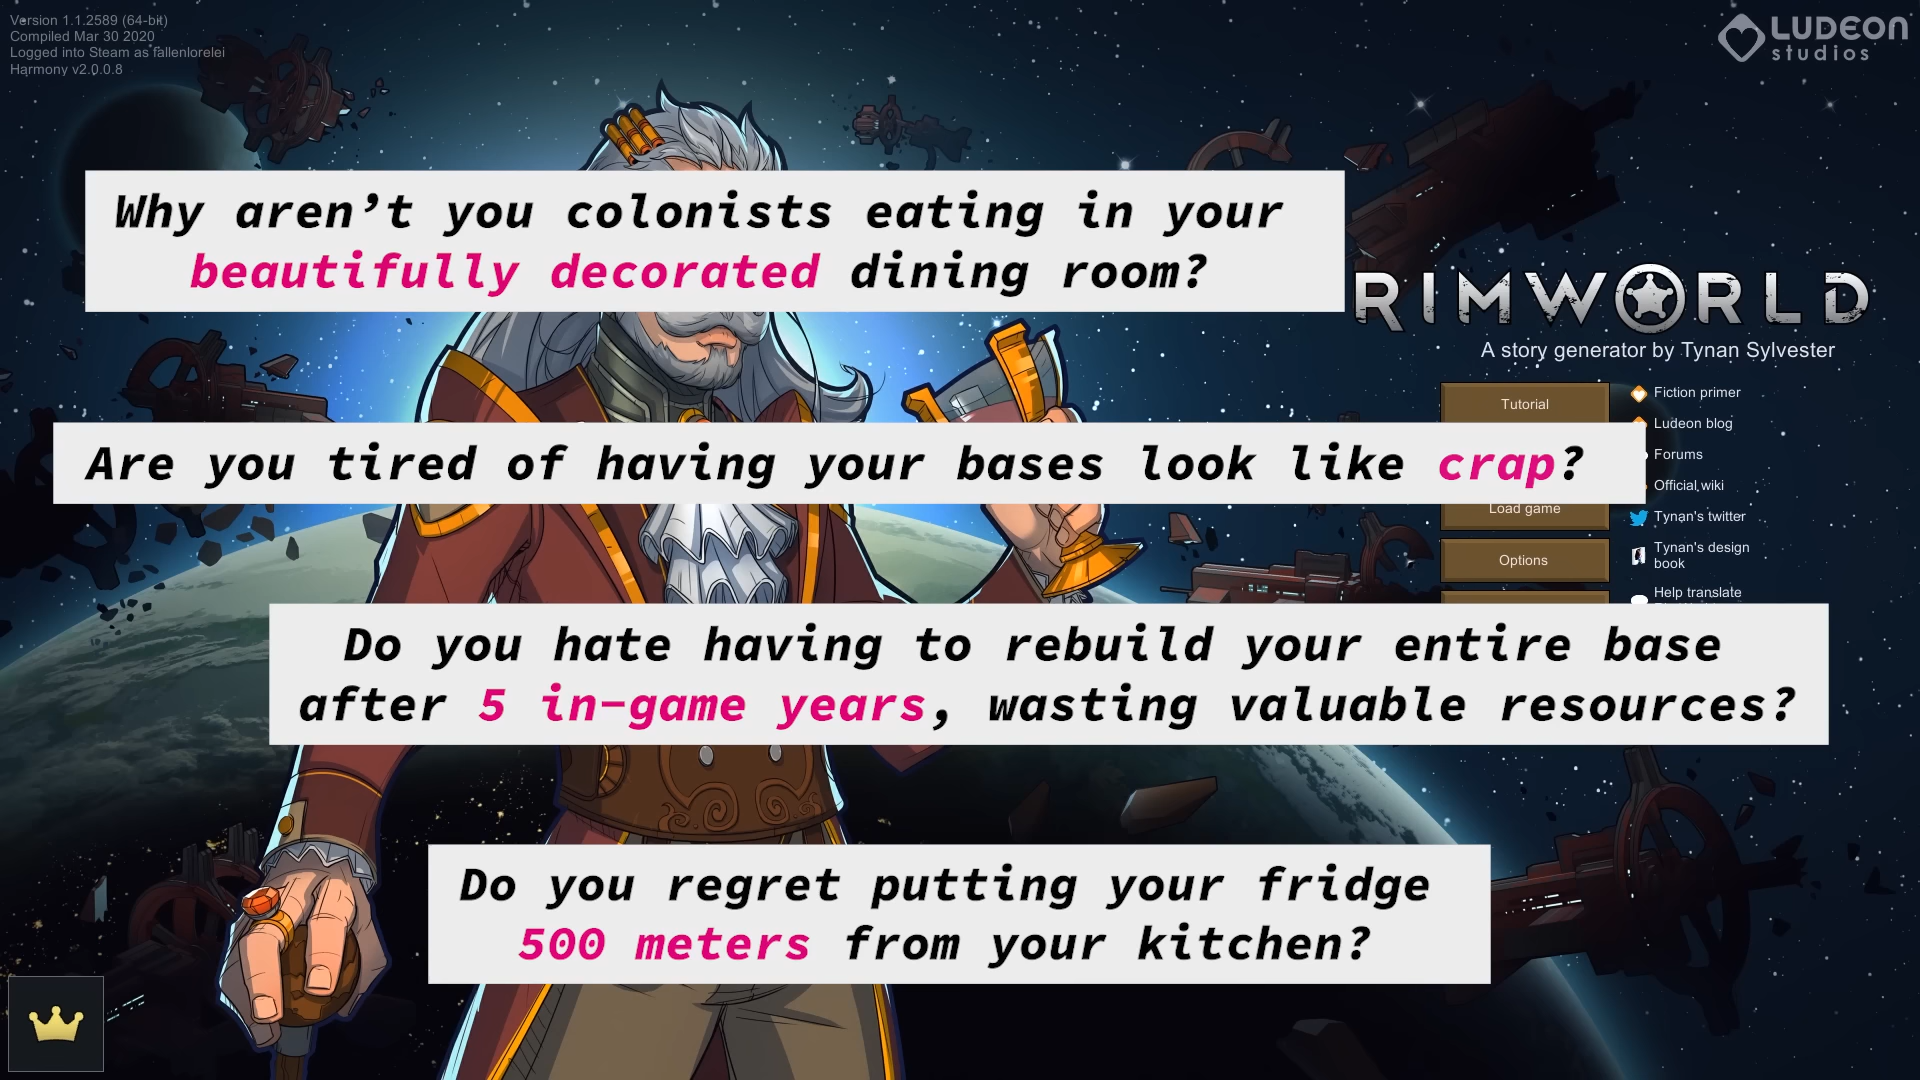 Version 1.1.2589 (64-bit)
Compiled Mar 30 2020
Logged into Steam as fallenlorelei
Harmony v2.0.0.8
LUDEON
studios
Why aren’t you colonists eating in your
beautifully decorated dining room?
RIMWORLD
A story generator by Tynan Sylvester
Tutorial
Fiction primer
Ludeon blog
Are you tired of having your bases look like crap?
Forums
Official wiki
Load game
Tynan's twitter
Options
Tynan's design
book
Help translate
Do you hate having to rebuild your entire base
after 5 in-game years, wasting valuable resources?
Do you regret putting your fridge
500 meters from your kitchen?